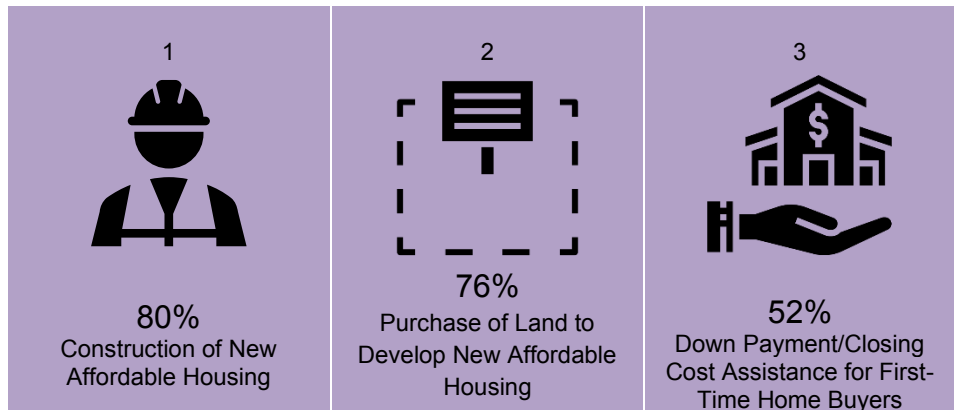 1
80%
Construction of New
Affordable Housing
2
76%
Purchase of Land to
Develop New Affordable
Housing
3
$
52%
Down Payment/Closing
Cost Assistance for First-
Time Home Buyers